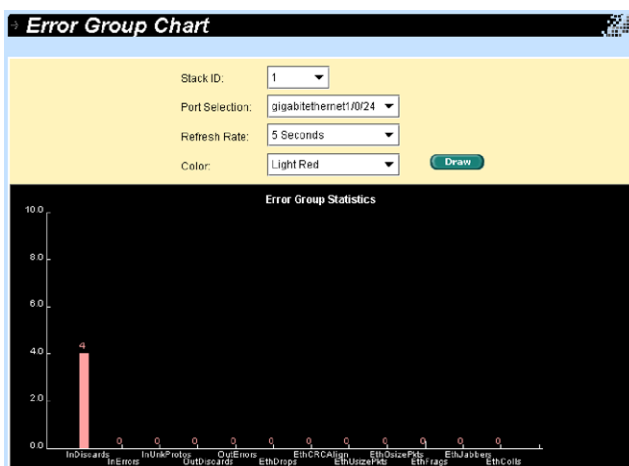 Error Group Chart
Stack ID: 1
Port Selection: gigabitethernet1/0/24
Refresh Rate: 5 Seconds
Color: Light Red Draw
Error Group Statistics
10.0
8.0
6.0
4.0
2.0
0.0
4 0 0 0 0 0 0 0 0 0 0 0
InDiscards InUnkProtos OutErrors EthCRCAlign EthOsizePkts EthJabbers
InErrors OutDiscards EthDrops EthUsizePkts EthFrags EthColls